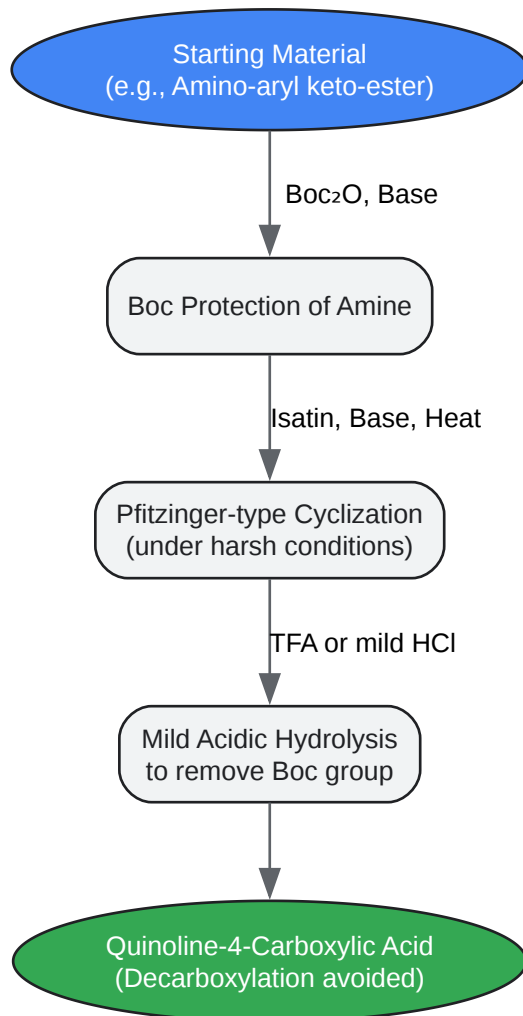 Starting Material
(e.g., Amino-aryl keto-ester)
Boc₂O, Base
Boc Protection of Amine
Isatin, Base, Heat
Pfitzinger-type Cyclization
(under harsh conditions)
TFA or mild HCl
Mild Acidic Hydrolysis
to remove Boc group
Quinoline-4-Carboxylic Acid
(Decarboxylation avoided)